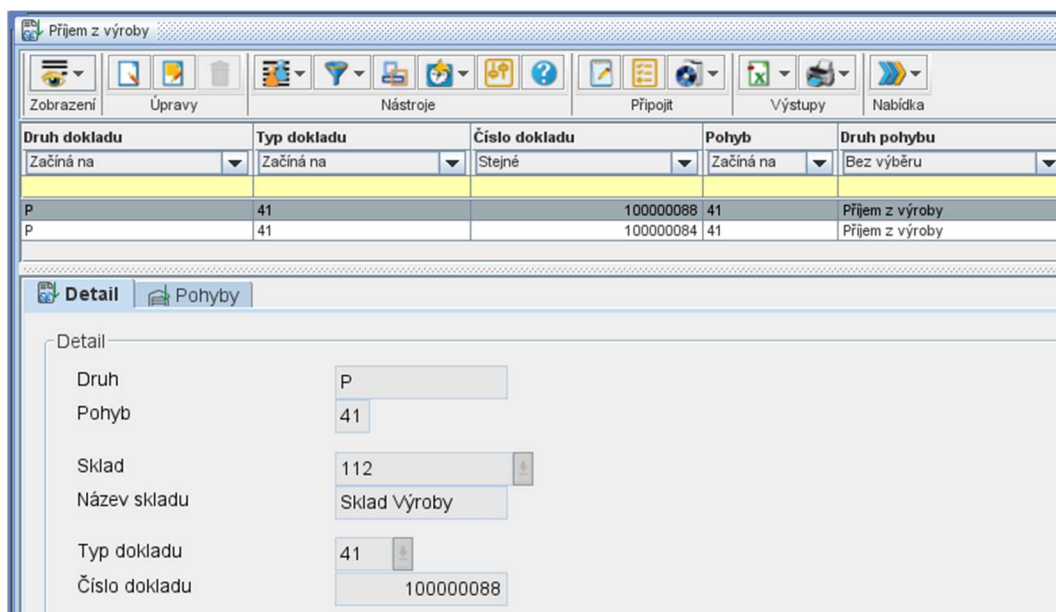 Příjem z výroby
Zobrazení Úpravy Nástroje Připojit Výstupy Nabídka
Druh dokladu Typ dokladu Číslo dokladu Pohyb Druh pohybu
Začíná na Začíná na Stejné Začíná na Bez výběru
P 41 100000088 41 Příjem z výroby
P 41 100000084 41 Příjem z výroby
Detail Pohyby
Detail
Druh P
Pohyb 41
Sklad 112
Název skladu Sklad Výroby
Typ dokladu 41
Číslo dokladu 100000088